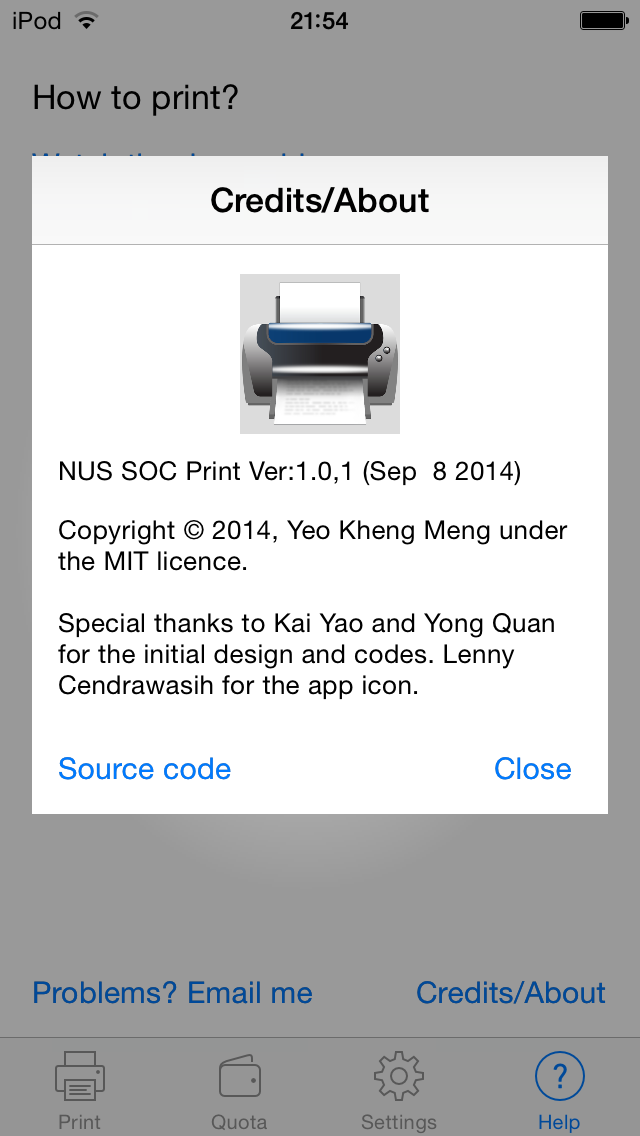 iPod 21:54
How to print?
Credits/About
NUS SOC Print Ver:1.0,1 (Sep  8 2014)
Copyright © 2014, Yeo Kheng Meng under
the MIT licence.
Special thanks to Kai Yao and Yong Quan
for the initial design and codes. Lenny
Cendrawasih for the app icon.
Source code Close
Problems? Email me Credits/About
Print Quota Settings Help